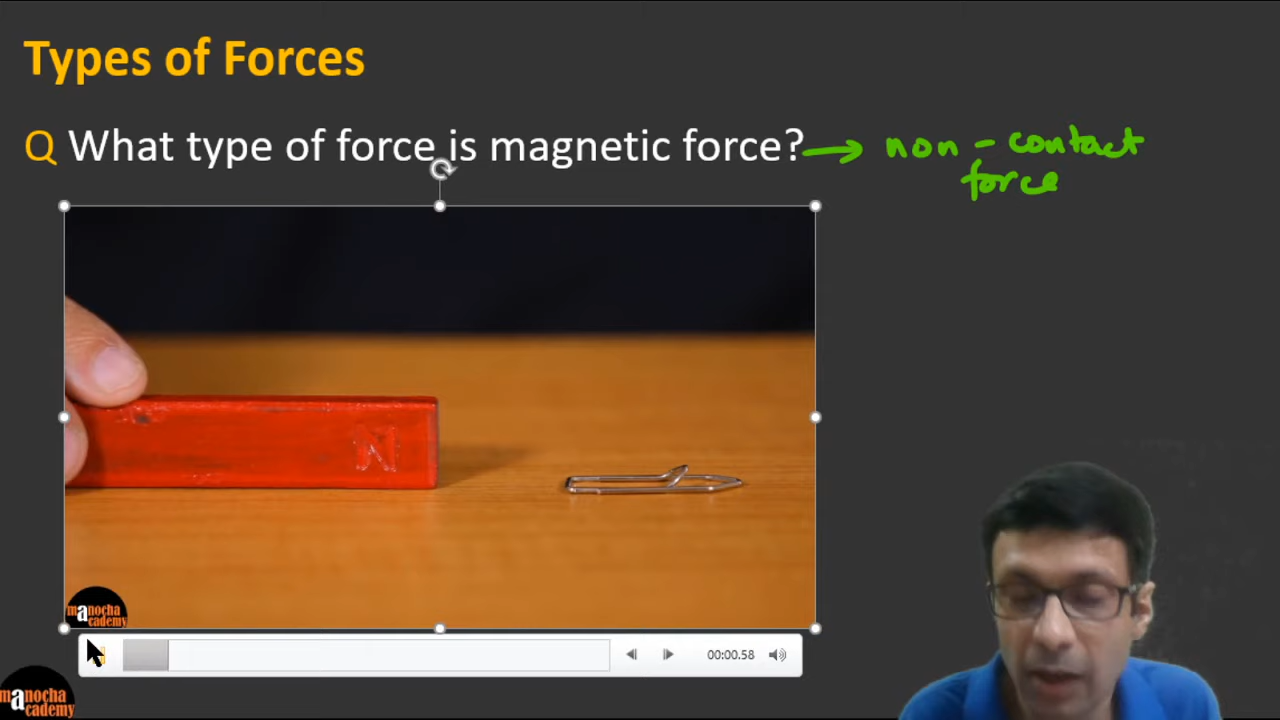 Types of Forces
Q What type of force is magnetic force? → non-contact
force
N
manocha
academy
00:00.58
manocha
academy